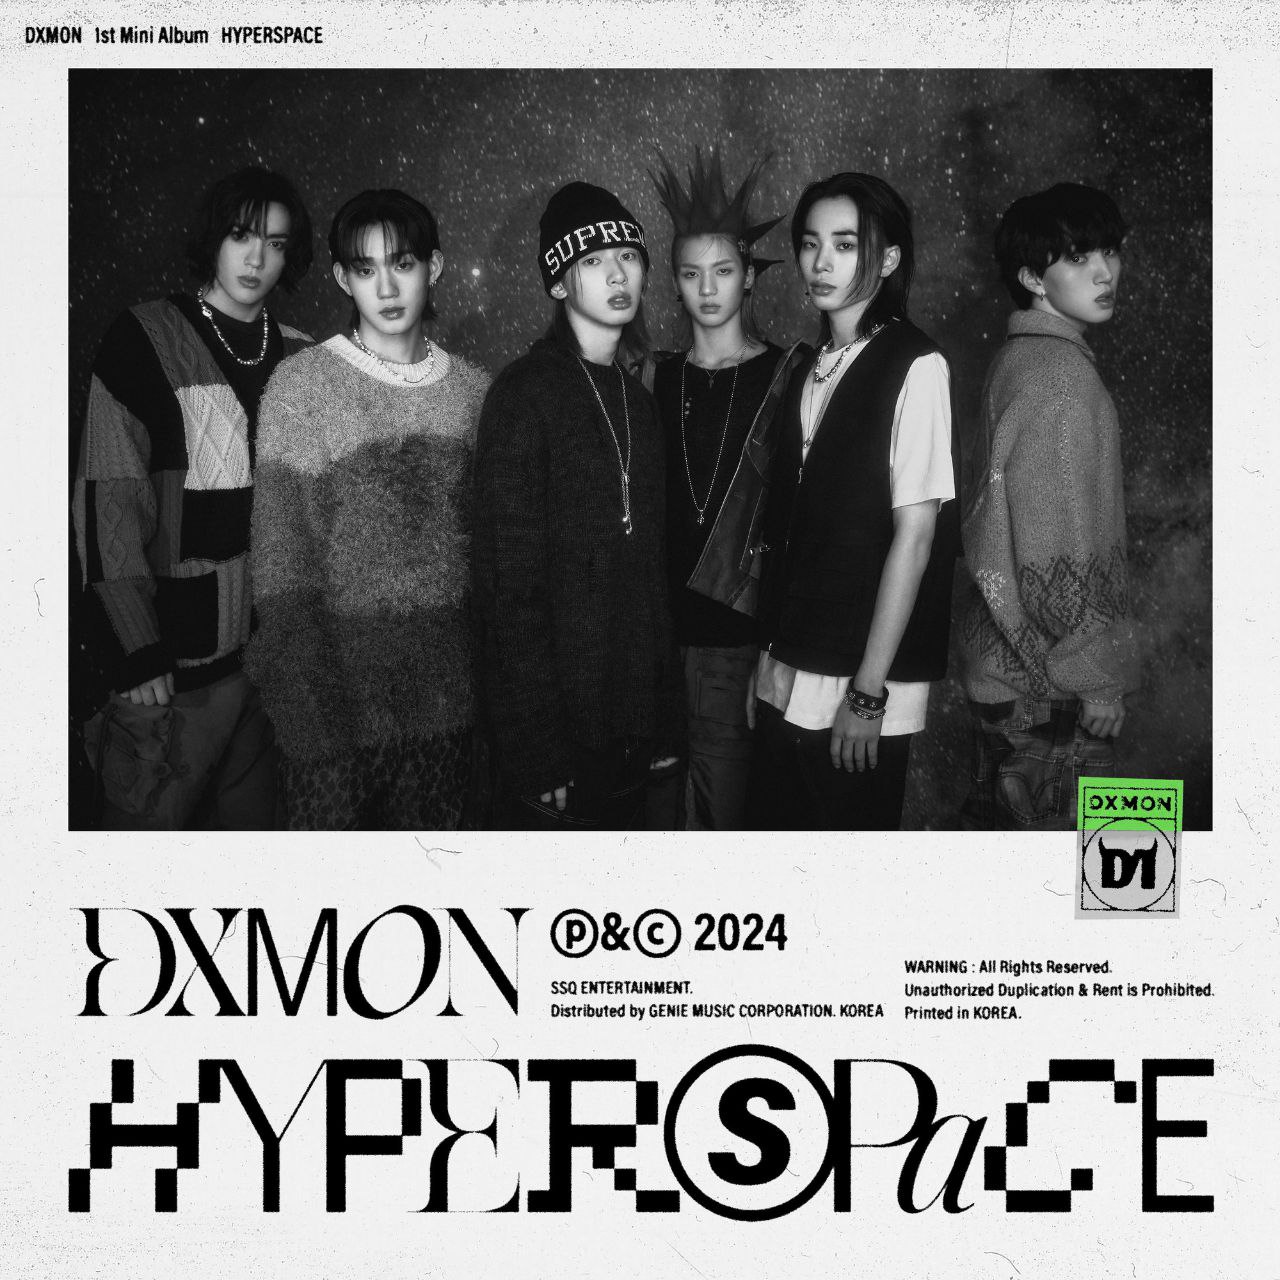 DXMON 1st Mini Album HYPERSPACE
DXMON
D1
DXMON
Ⓟ&Ⓒ 2024
SSQ ENTERTAINMENT.
Distributed by GENIE MUSIC CORPORATION. KOREA
WARNING : All Rights Reserved.
Unauthorized Duplication & Rent is Prohibited.
Printed in KOREA.
HYPERⓈPaCE